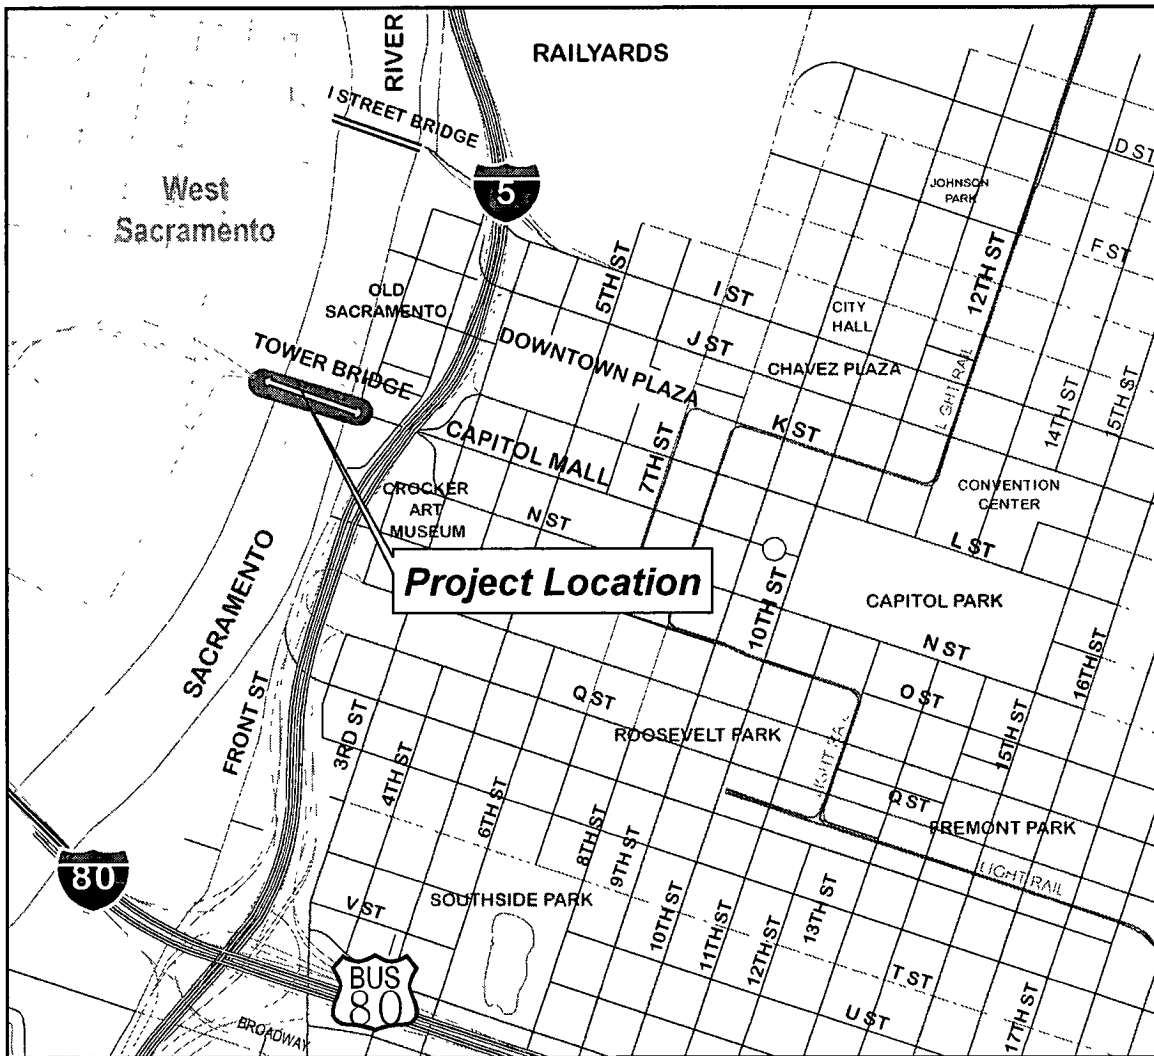 RAILYARDS
RIVER
I STREET BRIDGE
5
West
Sacramento
D ST
JOHNSON
PARK
F ST
12TH ST
5TH ST
I ST
CITY
HALL
OLD
SACRAMENTO
J ST
DOWNTOWN PLAZA
CHAVEZ PLAZA
LIGHT RAIL
TOWER BRIDGE
14TH ST
15TH ST
K ST
CAPITOL MALL
7TH ST
CONVENTION
CENTER
CROCKER
ART
MUSEUM
N ST
L ST
Project Location
SACRAMENTO
10TH ST
CAPITOL PARK
N ST
16TH ST
FRONT ST
Q ST
O ST
3RD ST
ROOSEVELT PARK
15TH ST
4TH ST
LIGHT RAIL
6TH ST
Q ST
FREMONT PARK
8TH ST
9TH ST
80
LIGHT RAIL
SOUTHSIDE PARK
V ST
10TH ST
11TH ST
12TH ST
13TH ST
BUS
80
T ST
U ST
17TH ST
BROADWAY